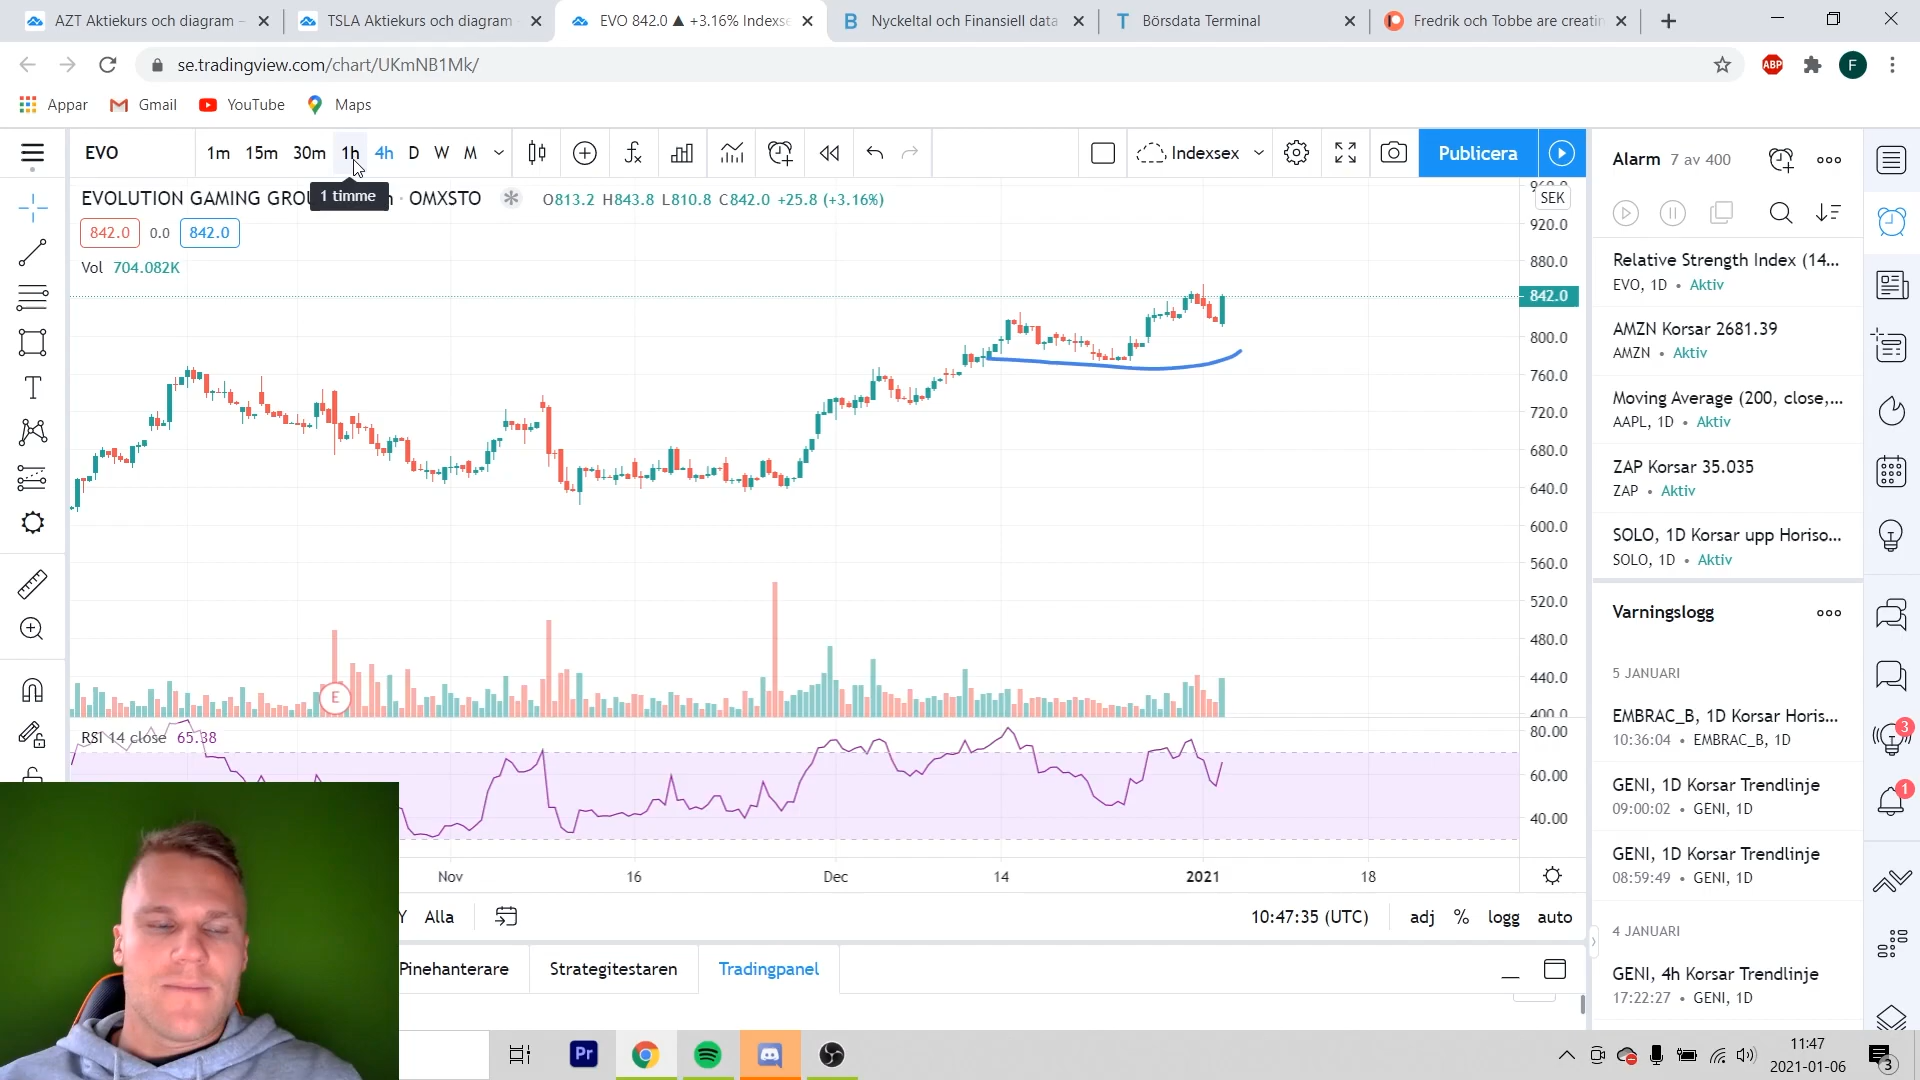 AZT Aktiekurs och diagram –
TSLA Aktiekurs och diagram
EVO 842.0 ▲ +3.16% Indexse
Nyckeltal och Finansiell data
Börsdata Terminal
Fredrik och Tobbe are creatin
se.tradingview.com/chart/UKmNB1Mk/
ABP
F
Appar
Gmail
YouTube
Maps
EVO
1m 15m 30m 1h 4h D W M
Indexsex
Publicera
1 timme
EVOLUTION GAMING GROU
· OMXSTO
O813.2 H843.8 L810.8 C842.0 +25.8 (+3.16%)
SEK
842.0 0.0 842.0
Vol 704.082K
920.0
880.0
842.0
800.0
760.0
720.0
680.0
640.0
600.0
560.0
520.0
480.0
440.0
400.0
E
RSI 14 close 65.38
80.00
60.00
40.00
Nov 16 Dec 14 2021 18
Y Alla
10:47:35 (UTC)
adj % logg auto
Pinehanterare
Strategitestaren
Tradingpanel
Alarm 7 av 400
Relative Strength Index (14...
EVO, 1D • Aktiv
AMZN Korsar 2681.39
AMZN • Aktiv
Moving Average (200, close,...
AAPL, 1D • Aktiv
ZAP Korsar 35.035
ZAP • Aktiv
SOLO, 1D Korsar upp Horiso...
SOLO, 1D • Aktiv
Varningslogg
5 JANUARI
EMBRAC_B, 1D Korsar Horis...
10:36:04 • EMBRAC_B, 1D
GENI, 1D Korsar Trendlinje
09:00:02 • GENI, 1D
GENI, 1D Korsar Trendlinje
08:59:49 • GENI, 1D
4 JANUARI
GENI, 4h Korsar Trendlinje
17:22:27 • GENI, 1D
3
1
Pr
11:47
2021-01-06
3